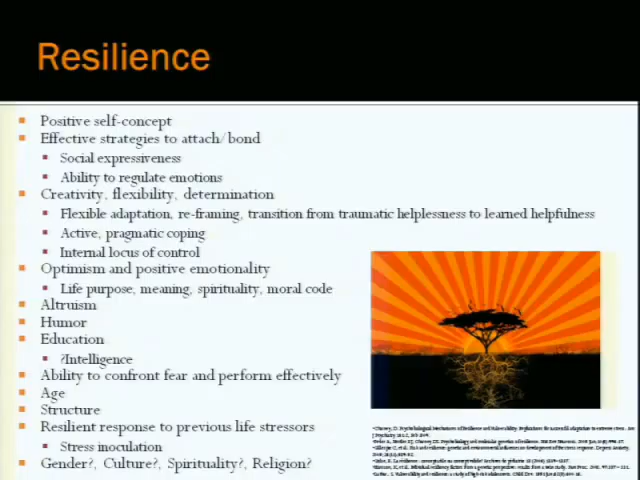 Resilience
Positive self-concept
Effective strategies to attach/bond
Social expressiveness
Ability to regulate emotions
Creativity, flexibility, determination
Flexible adaptation, re-framing, transition from traumatic helplessness to learned helpfulness
Active, pragmatic coping
Internal locus of control
Optimism and positive emotionality
Life purpose, meaning, spirituality, moral code
Altruism
Humor
Education
?Intelligence
Ability to confront fear and perform effectively
Age
Structure
Resilient response to previous life stressors
Stress inoculation
Gender?, Culture?, Spirituality?, Religion?